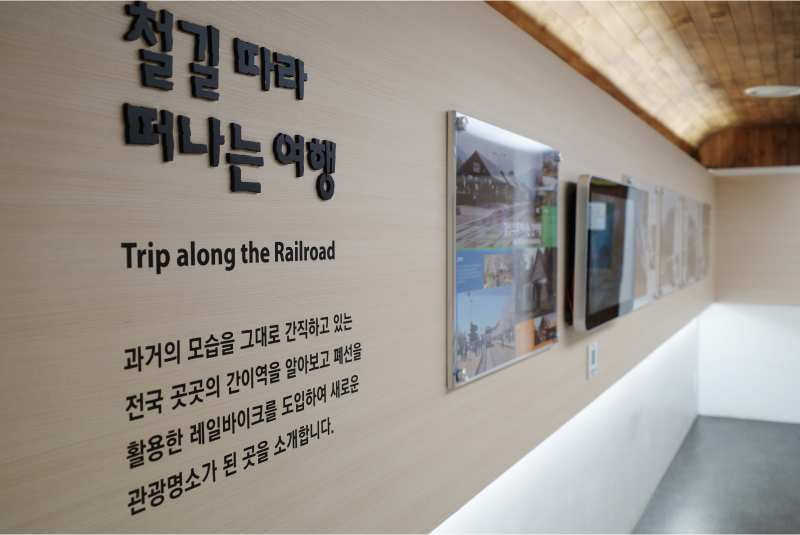 철길 따라
떠나는 여행
Trip along the Railroad
과거의 모습을 그대로 간직하고 있는
전국 곳곳의 간이역을 알아보고 폐선을
활용한 레일바이크를 도입하여 새로운
관광명소가 된 곳을 소개합니다.